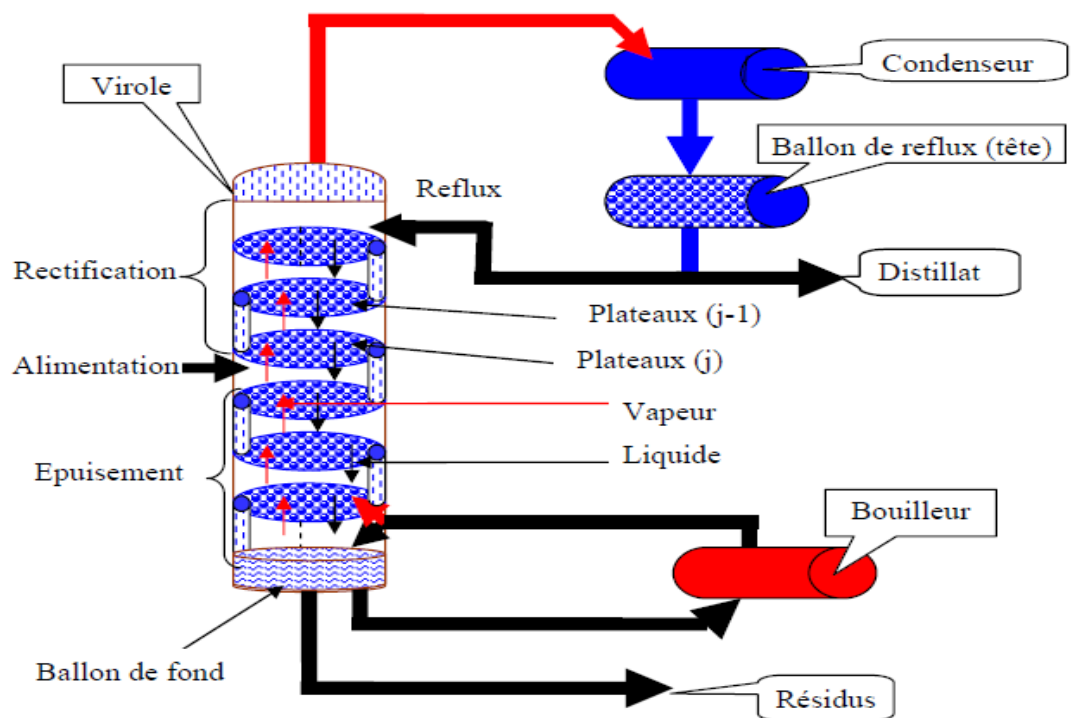 Condenseur
Virole
Ballon de reflux (tête)
Reflux
Rectification
Distillat
Plateaux (j-1)
Alimentation
Plateaux (j)
Vapeur
Liquide
Epuisement
Bouilleur
Ballon de fond
Résidus